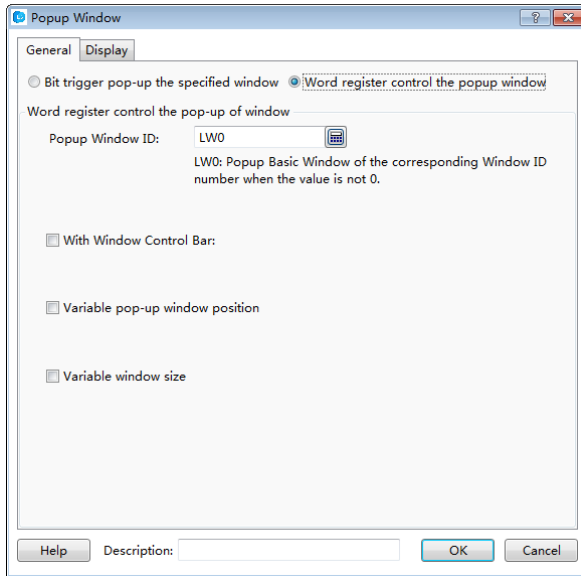 Popup Window
General Display
Bit trigger pop-up the specified window Word register control the popup window
Word register control the pop-up of window
Popup Window ID: LW0
LW0: Popup Basic Window of the corresponding Window ID
number when the value is not 0.
With Window Control Bar:
Variable pop-up window position
Variable window size
Help Description: OK Cancel